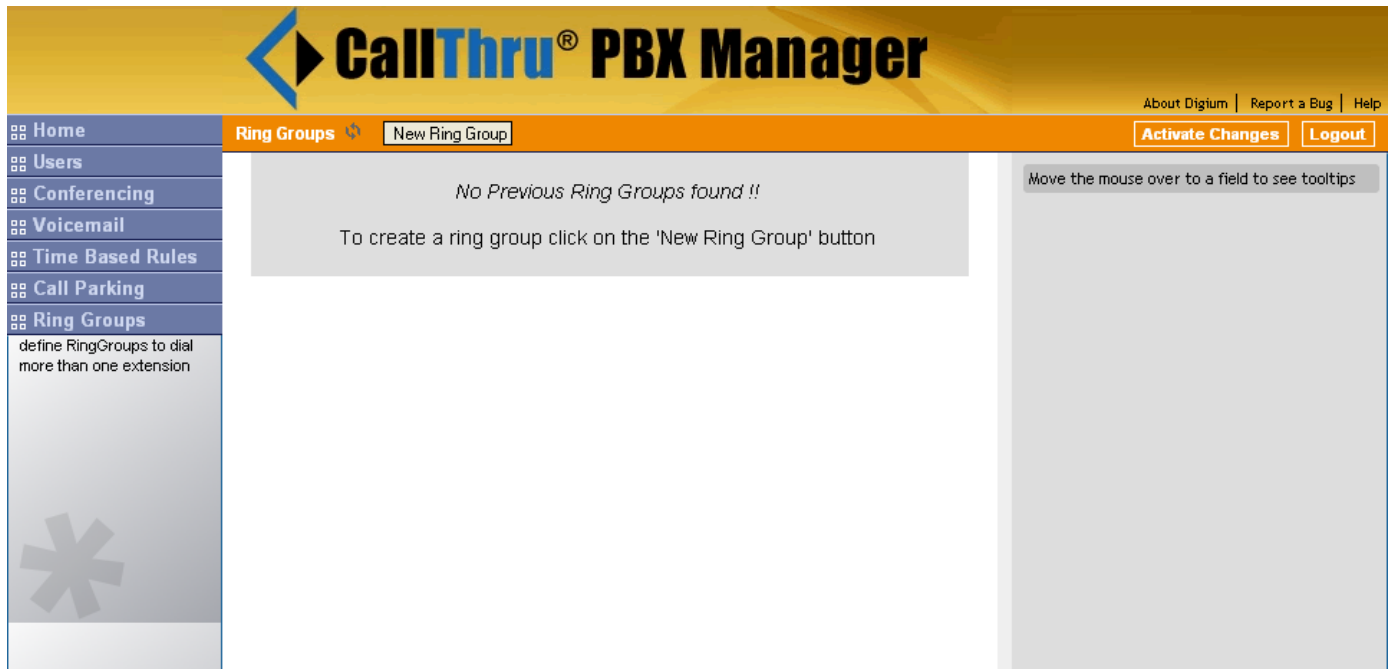 CallThru® PBX Manager
About Digium | Report a Bug | Help
Home
Users
Conferencing
Voicemail
Time Based Rules
Call Parking
Ring Groups
define RingGroups to dial
more than one extension
Ring Groups New Ring Group Activate Changes Logout
No Previous Ring Groups found !!
To create a ring group click on the 'New Ring Group' button
Move the mouse over to a field to see tooltips